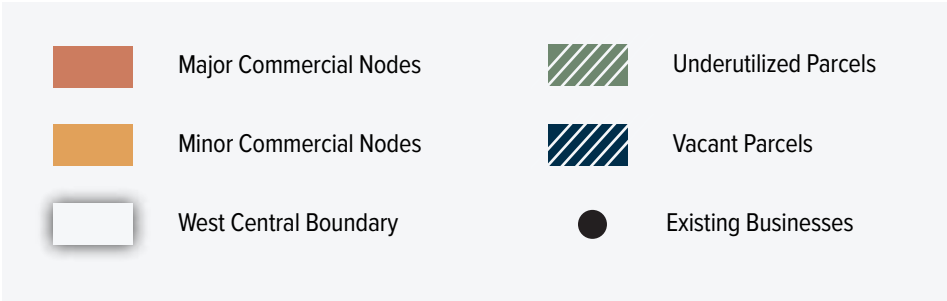 Major Commercial Nodes
Underutilized Parcels
Minor Commercial Nodes
Vacant Parcels
West Central Boundary
Existing Businesses